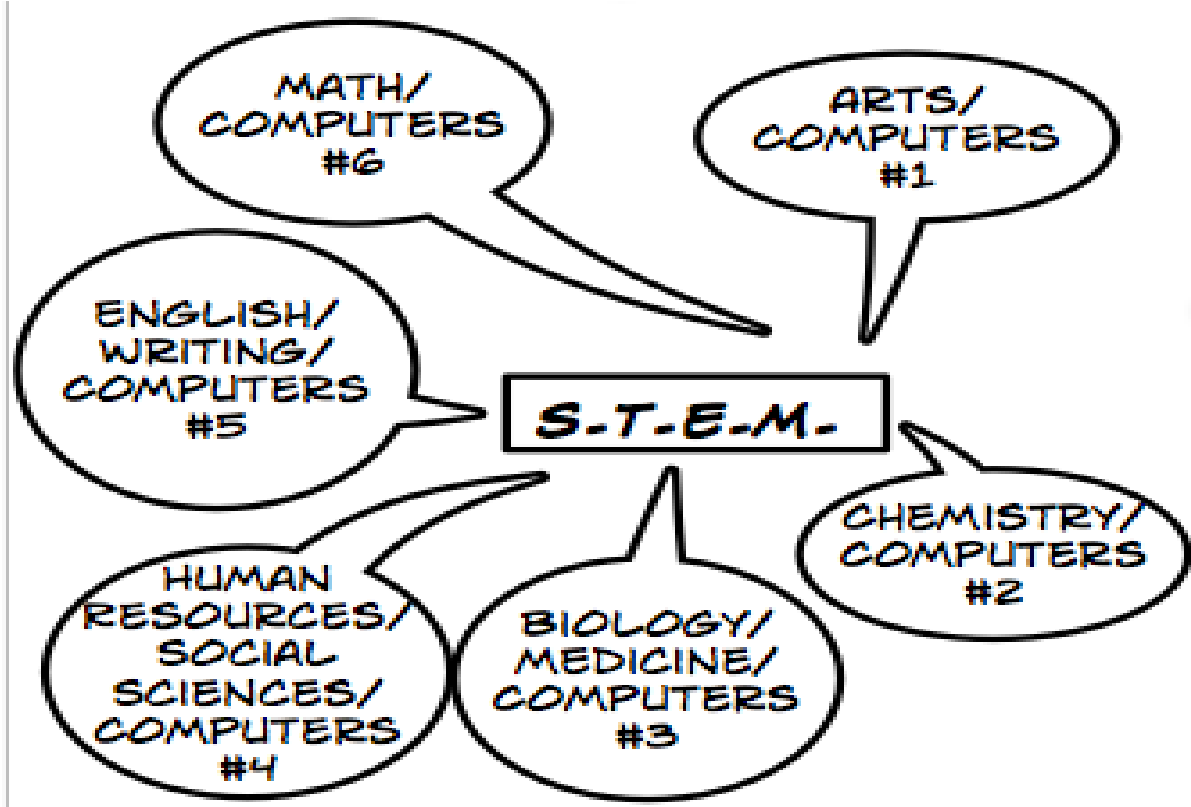 MATH/
COMPUTERS
#6
ARTS/
COMPUTERS
#1
ENGLISH/
WRITING/
COMPUTERS
#5
S.T.E.M.
CHEMISTRY/
COMPUTERS
#2
HUMAN
RESOURCES/
SOCIAL
SCIENCES/
COMPUTERS
#4
BIOLOGY/
MEDICINE/
COMPUTERS
#3